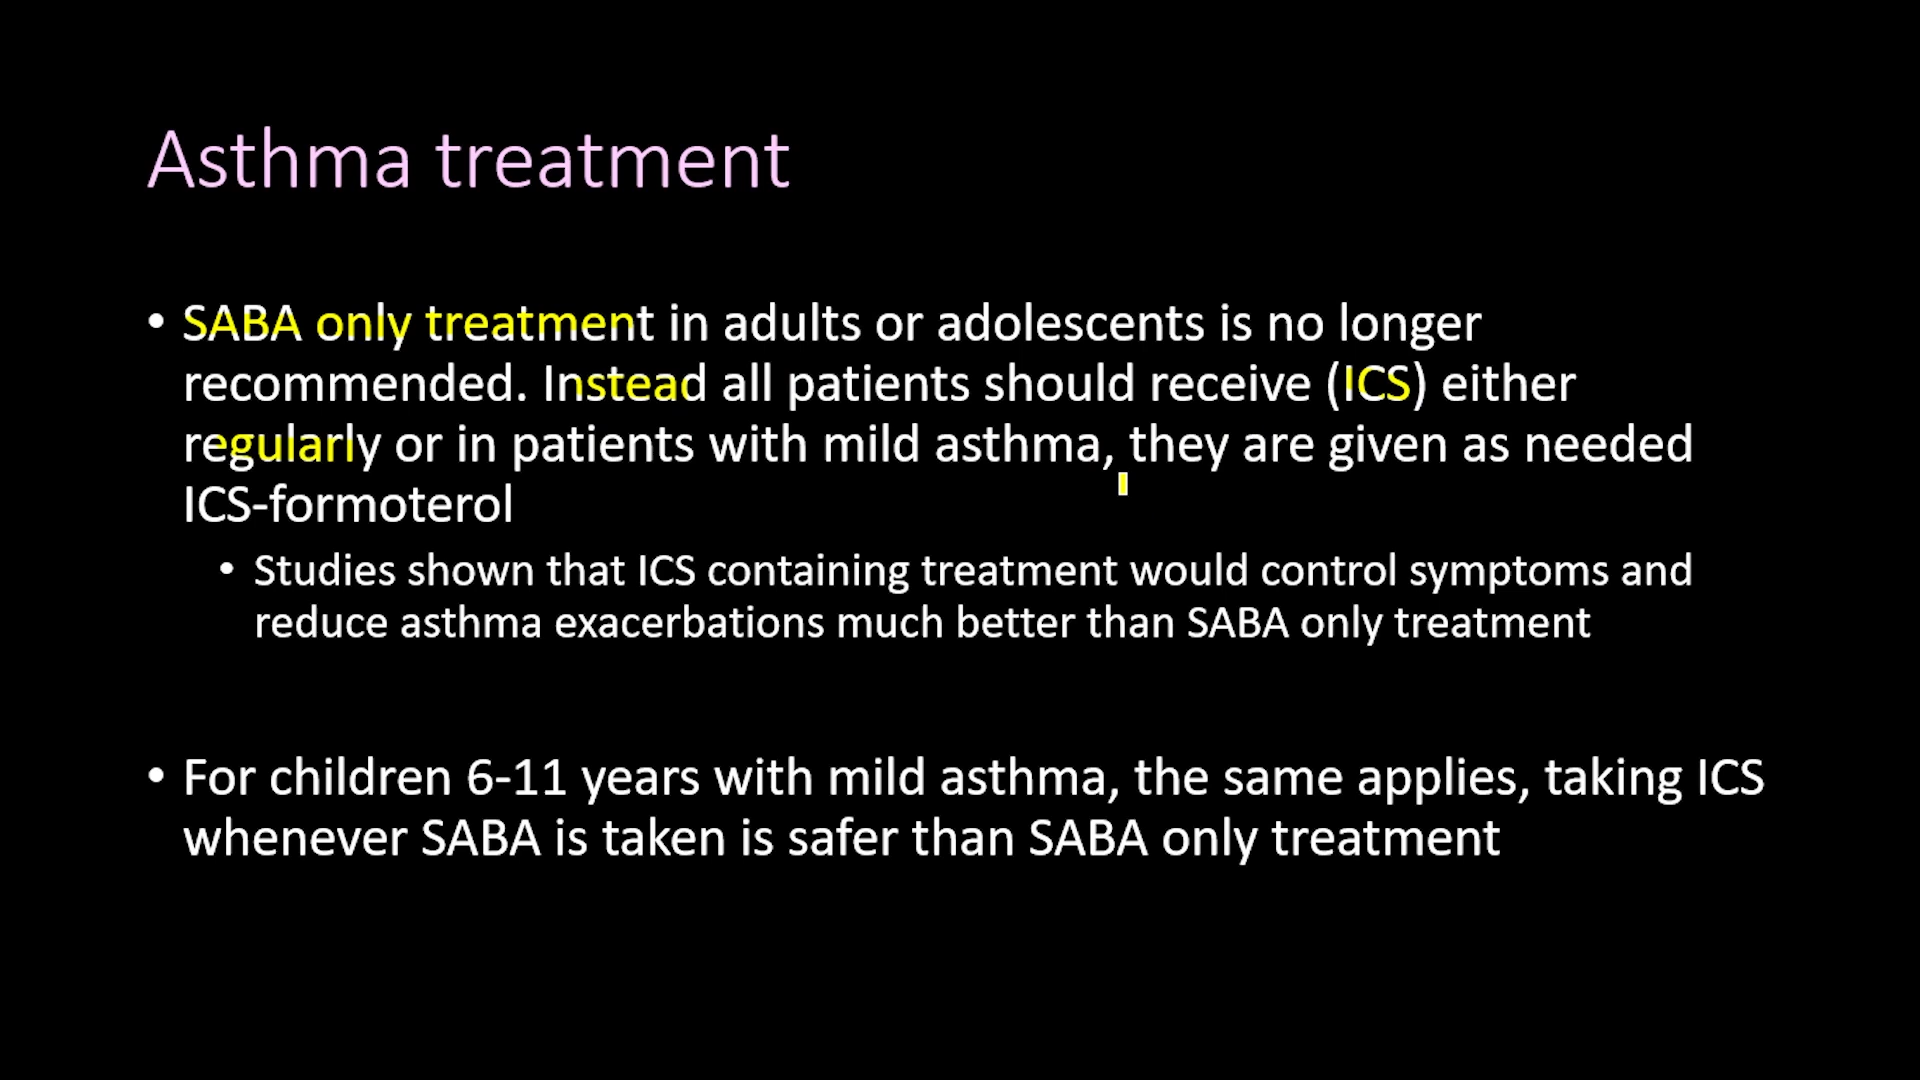 Asthma treatment
• SABA only treatment in adults or adolescents is no longer
recommended. Instead all patients should receive (ICS) either
regularly or in patients with mild asthma, they are given as needed
ICS-formoterol
• Studies shown that ICS containing treatment would control symptoms and
reduce asthma exacerbations much better than SABA only treatment
• For children 6-11 years with mild asthma, the same applies, taking ICS
whenever SABA is taken is safer than SABA only treatment